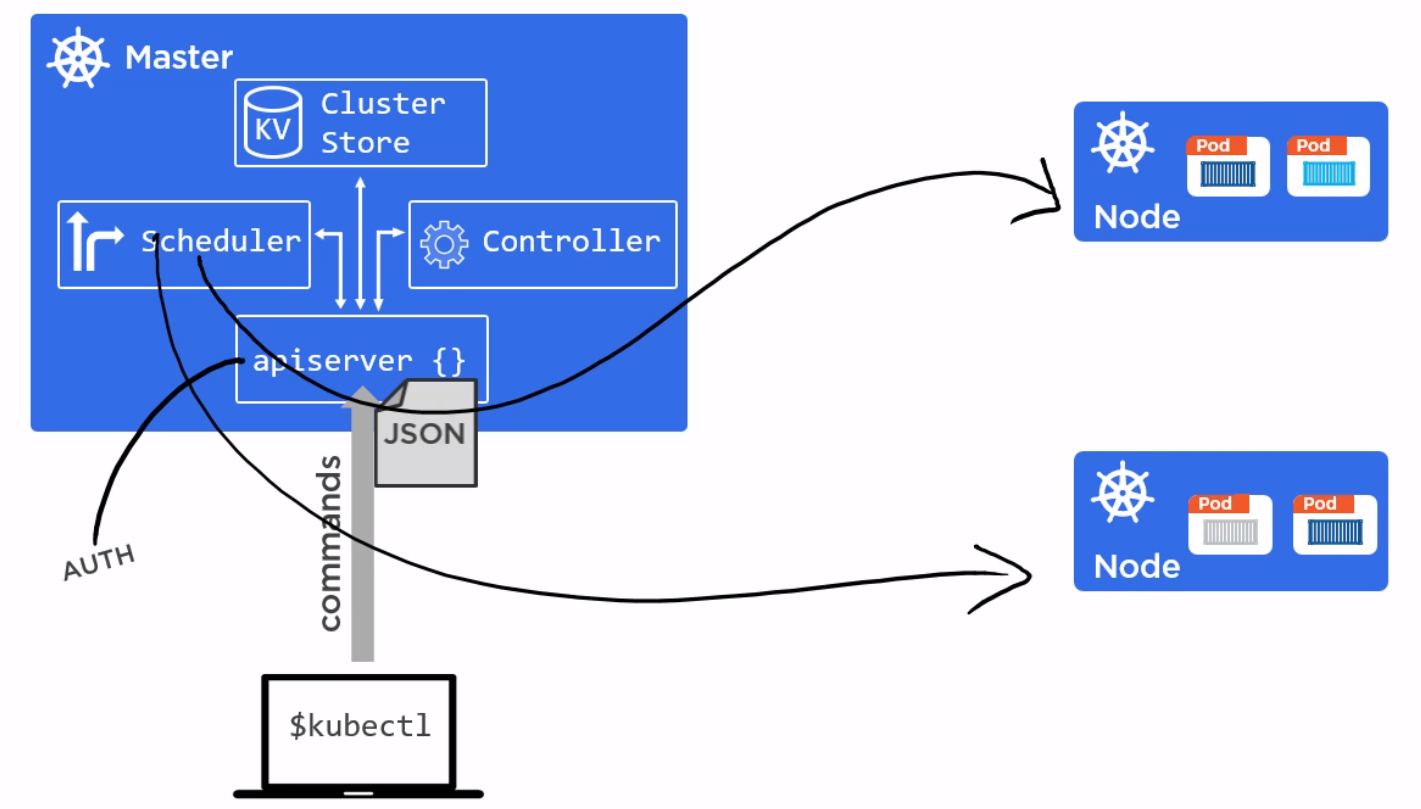 Master
KV
Cluster
Store
Scheduler
Controller
apiserver {}
JSON
commands
AUTH
$kubectl
Pod
Pod
Node
Pod
Pod
Node